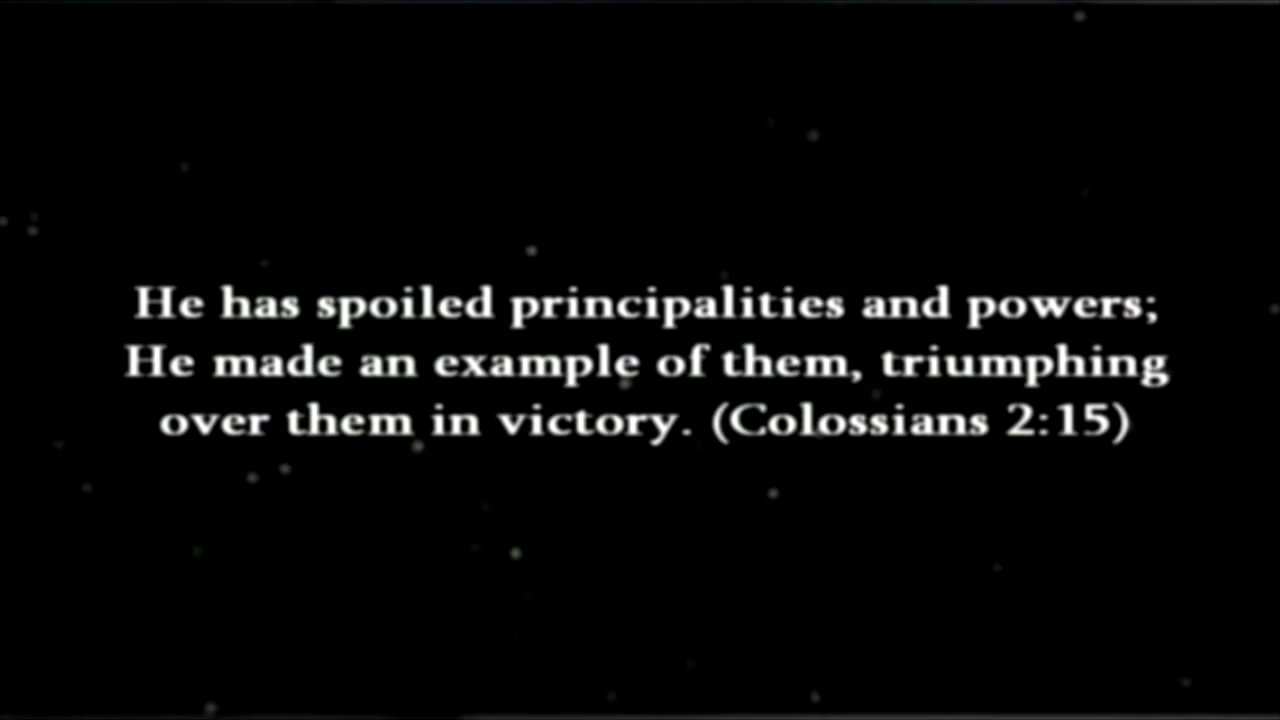 He has spoiled principalities and powers;
He made an example of them, triumphing
over them in victory. (Colossians 2:15)